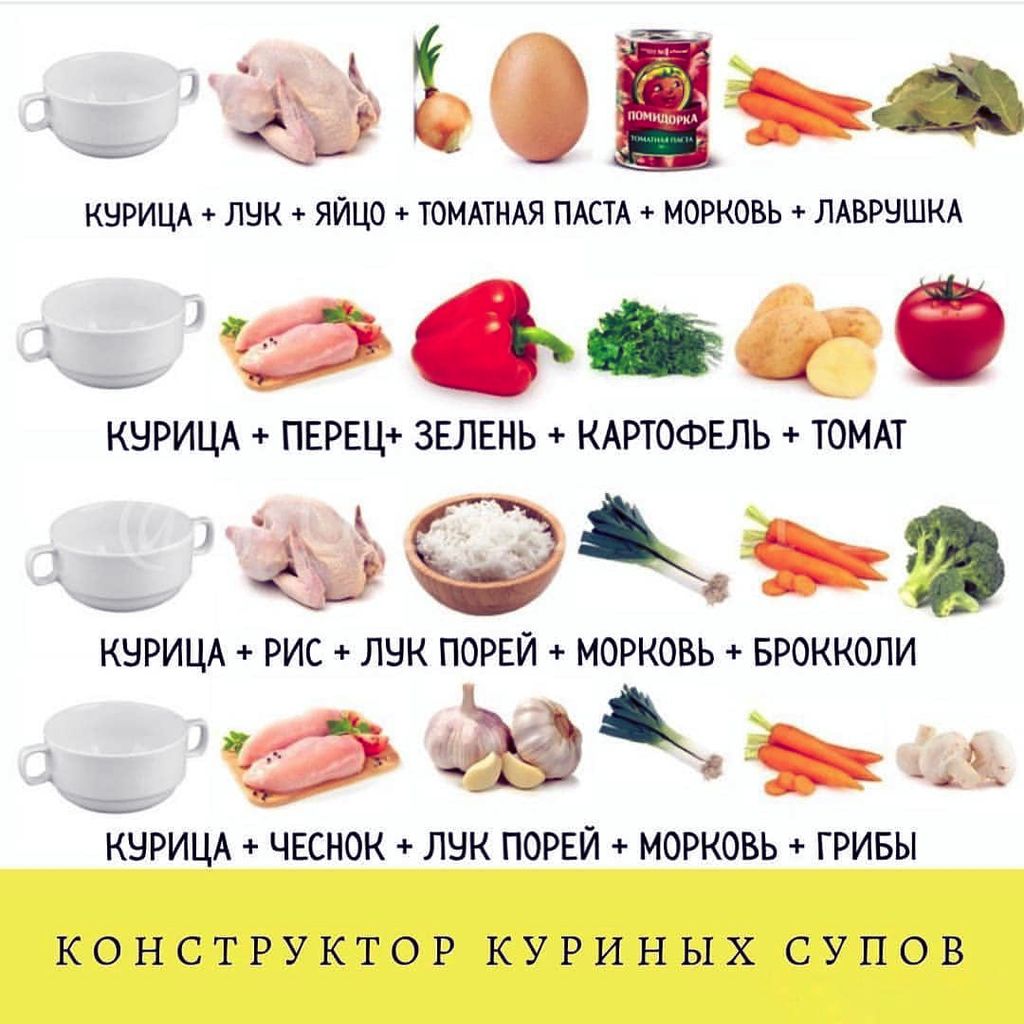 ПОМИДОРКА
ТОМАТНАЯ ПАСТА
КУРИЦА + ЛУК + ЯЙЦО + ТОМАТНАЯ ПАСТА + МОРКОВЬ + ЛАВРУШКА
КУРИЦА + ПЕРЕЦ+ ЗЕЛЕНЬ + КАРТОФЕЛЬ + ТОМАТ
КУРИЦА + РИС + ЛУК ПОРЕЙ + МОРКОВЬ + БРОККОЛИ
КУРИЦА + ЧЕСНОК + ЛУК ПОРЕЙ + МОРКОВЬ + ГРИБЫ
КОНСТРУКТОР КУРИНЫХ СУПОВ